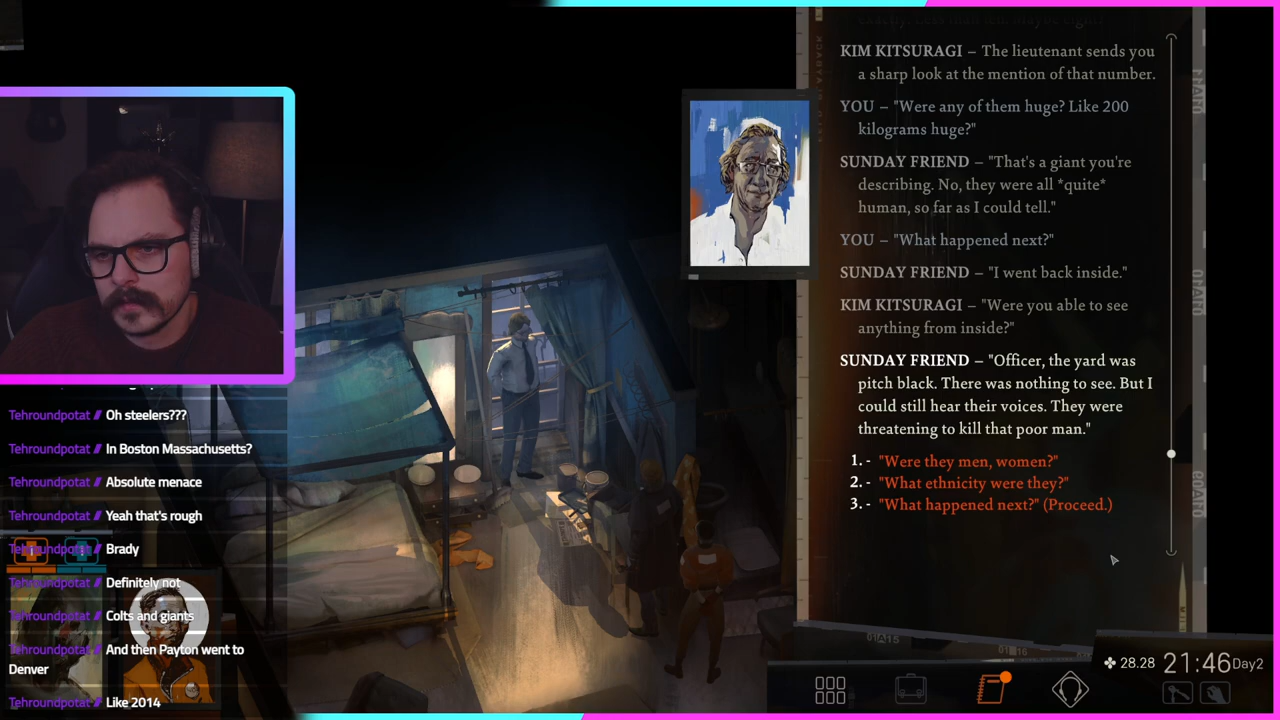 KIM KITSURAGI – The lieutenant sends you
a sharp look at the mention of that number.
YOU – "Were any of them huge? Like 200
kilograms huge?"
SUNDAY FRIEND – "That's a giant you're
describing. No, they were all *quite*
human, so far as I could tell."
YOU – "What happened next?"
SUNDAY FRIEND – "I went back inside."
KIM KITSURAGI – "Were you able to see
anything from inside?"
SUNDAY FRIEND – "Officer, the yard was
pitch black. There was nothing to see. But I
could still hear their voices. They were
threatening to kill that poor man."
1. - "Were they men, women?"
2. - "What ethnicity were they?"
3. - "What happened next?" (Proceed.)
28.28 21:46 Day2
Tehroundpotat // Oh steelers???
Tehroundpotat // In Boston Massachusetts?
Tehroundpotat // Absolute menace
Tehroundpotat // Yeah that's rough
Tehroundpotat // Brady
Tehroundpotat // Definitely not
Tehroundpotat // Colts and giants
Tehroundpotat // And then Payton went to
Denver
Tehroundpotat // Like 2014